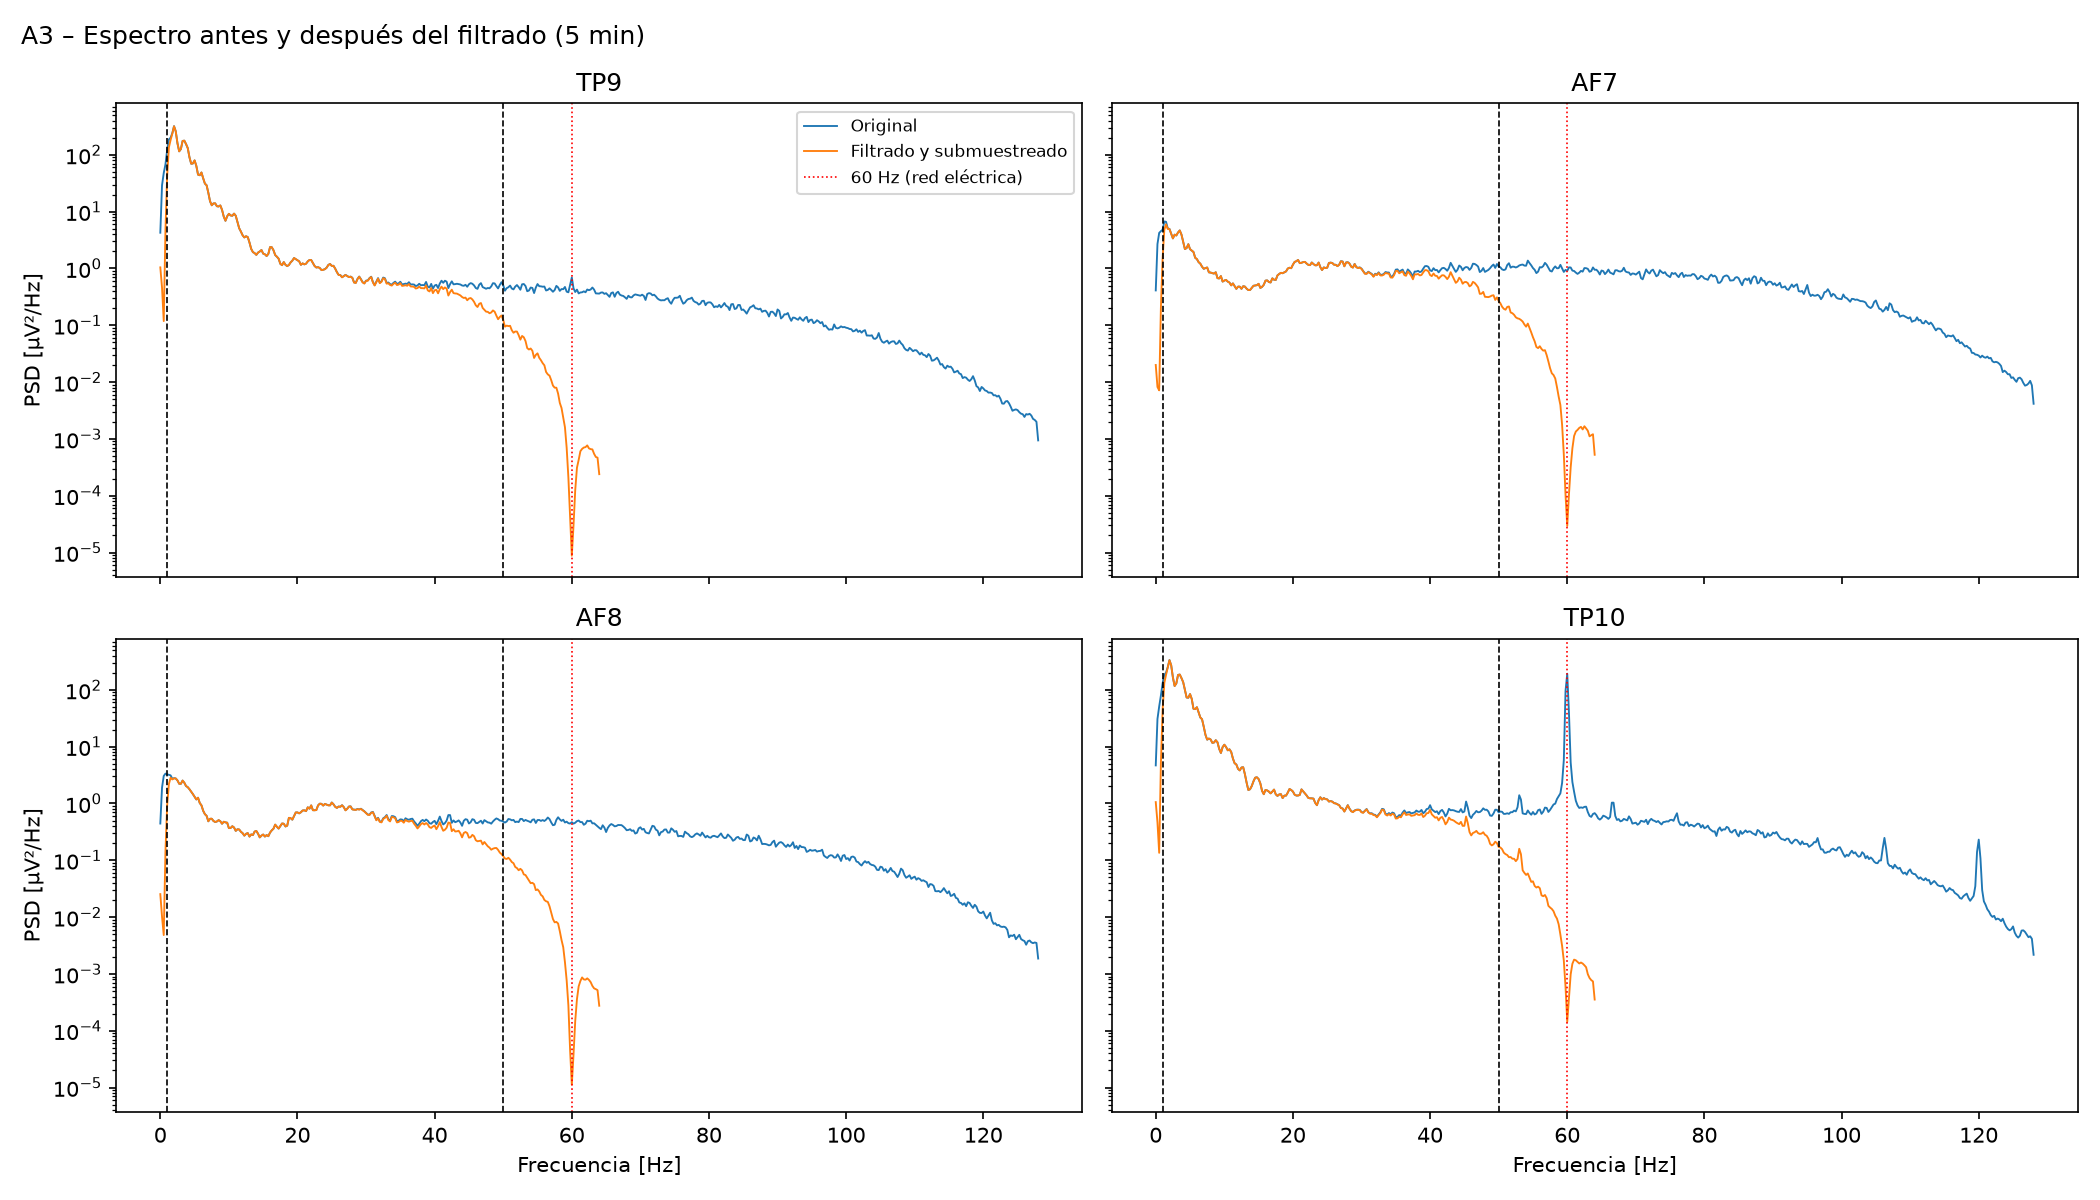 A3 – Espectro antes y después del filtrado (5 min)
TP9
AF7
Original
Filtrado y submuestreado
60 Hz (red eléctrica)
10²
10¹
10⁰
10⁻¹
10⁻²
10⁻³
10⁻⁴
10⁻⁵
PSD [µV²/Hz]
AF8
TP10
10²
10¹
10⁰
10⁻¹
10⁻²
10⁻³
10⁻⁴
10⁻⁵
PSD [µV²/Hz]
0 20 40 60 80 100 120
0 20 40 60 80 100 120
Frecuencia [Hz]
Frecuencia [Hz]